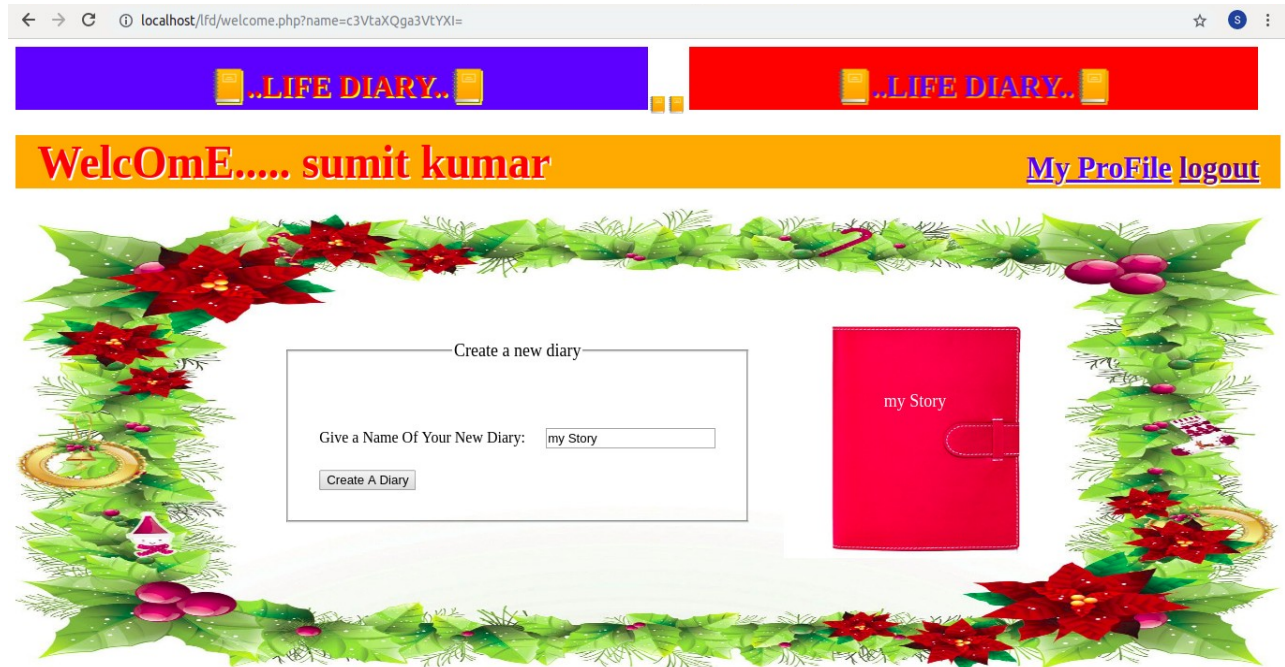 localhost/lfd/welcome.php?name=c3VtaXQga3VtYXI=
S
..LIFE DIARY..
..LIFE DIARY..
WelcOmE..... sumit kumar
My ProFile logout
Create a new diary
Give a Name Of Your New Diary: my Story
Create A Diary
my Story